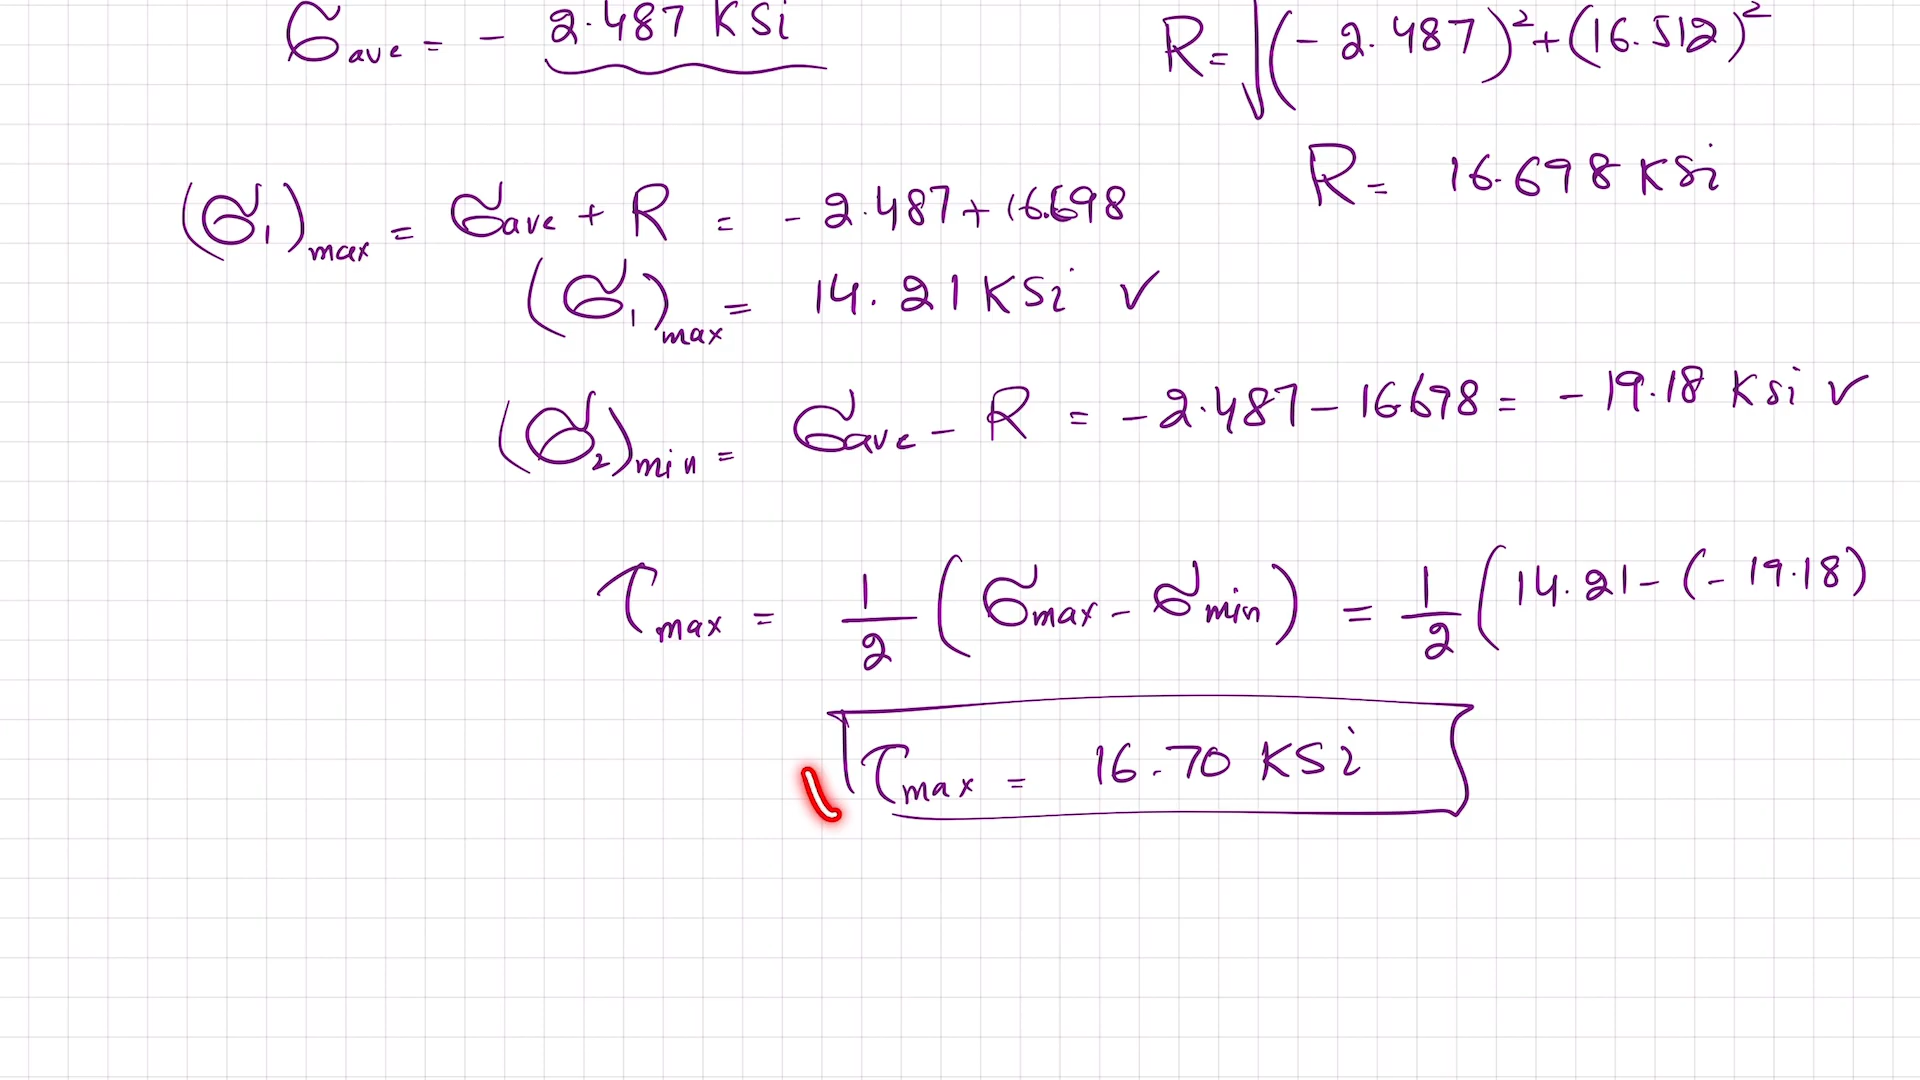 σave = - 2.487 KSi
R = √(- 2.487)² + (16.512)²
R = 16.698 KSi
(σ₁)max = σave + R = - 2.487 + 16.698
(σ₁)max = 14.21 KSi ✓
(σ₂)min = σave - R = - 2.487 - 16698 = - 19.18 Ksi ✓
τmax = 1/2 (σmax - σmin) = 1/2 (14.21 - (- 19.18)
τmax = 16.70 KSi